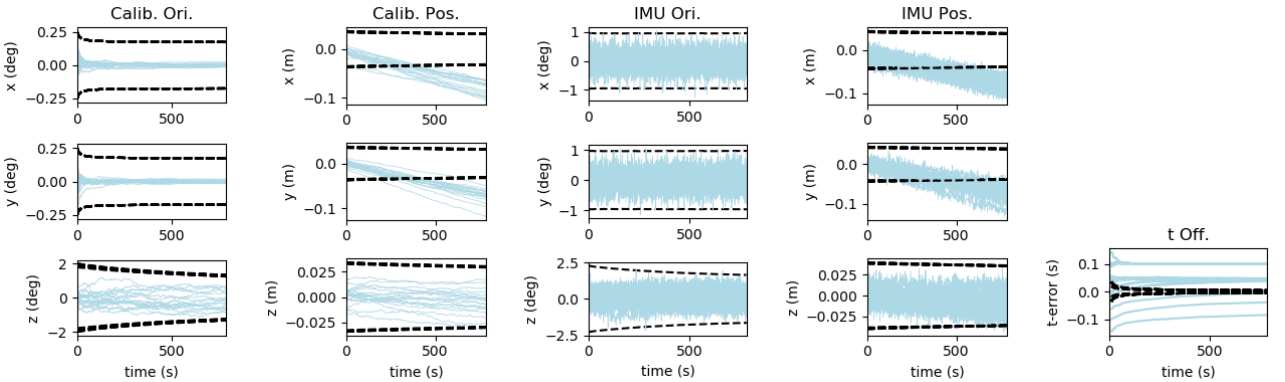 Calib. Ori.
Calib. Pos.
IMU Ori.
IMU Pos.
x (deg)
0.25
0.00
−0.25
0
500
x (m)
0.0
−0.1
0
500
x (deg)
1
0
−1
0
500
x (m)
0.0
−0.1
0
500
y (deg)
0.25
0.00
−0.25
0
500
y (m)
0.0
−0.1
0
500
y (deg)
1
0
−1
0
500
y (m)
0.0
−0.1
0
500
z (deg)
2
0
−2
0
500
time (s)
z (m)
0.025
0.000
−0.025
0
500
time (s)
z (deg)
2.5
0.0
−2.5
0
500
time (s)
z (m)
0.025
0.000
−0.025
0
500
time (s)
t Off.
t-error (s)
0.1
0.0
−0.1
0
500
time (s)